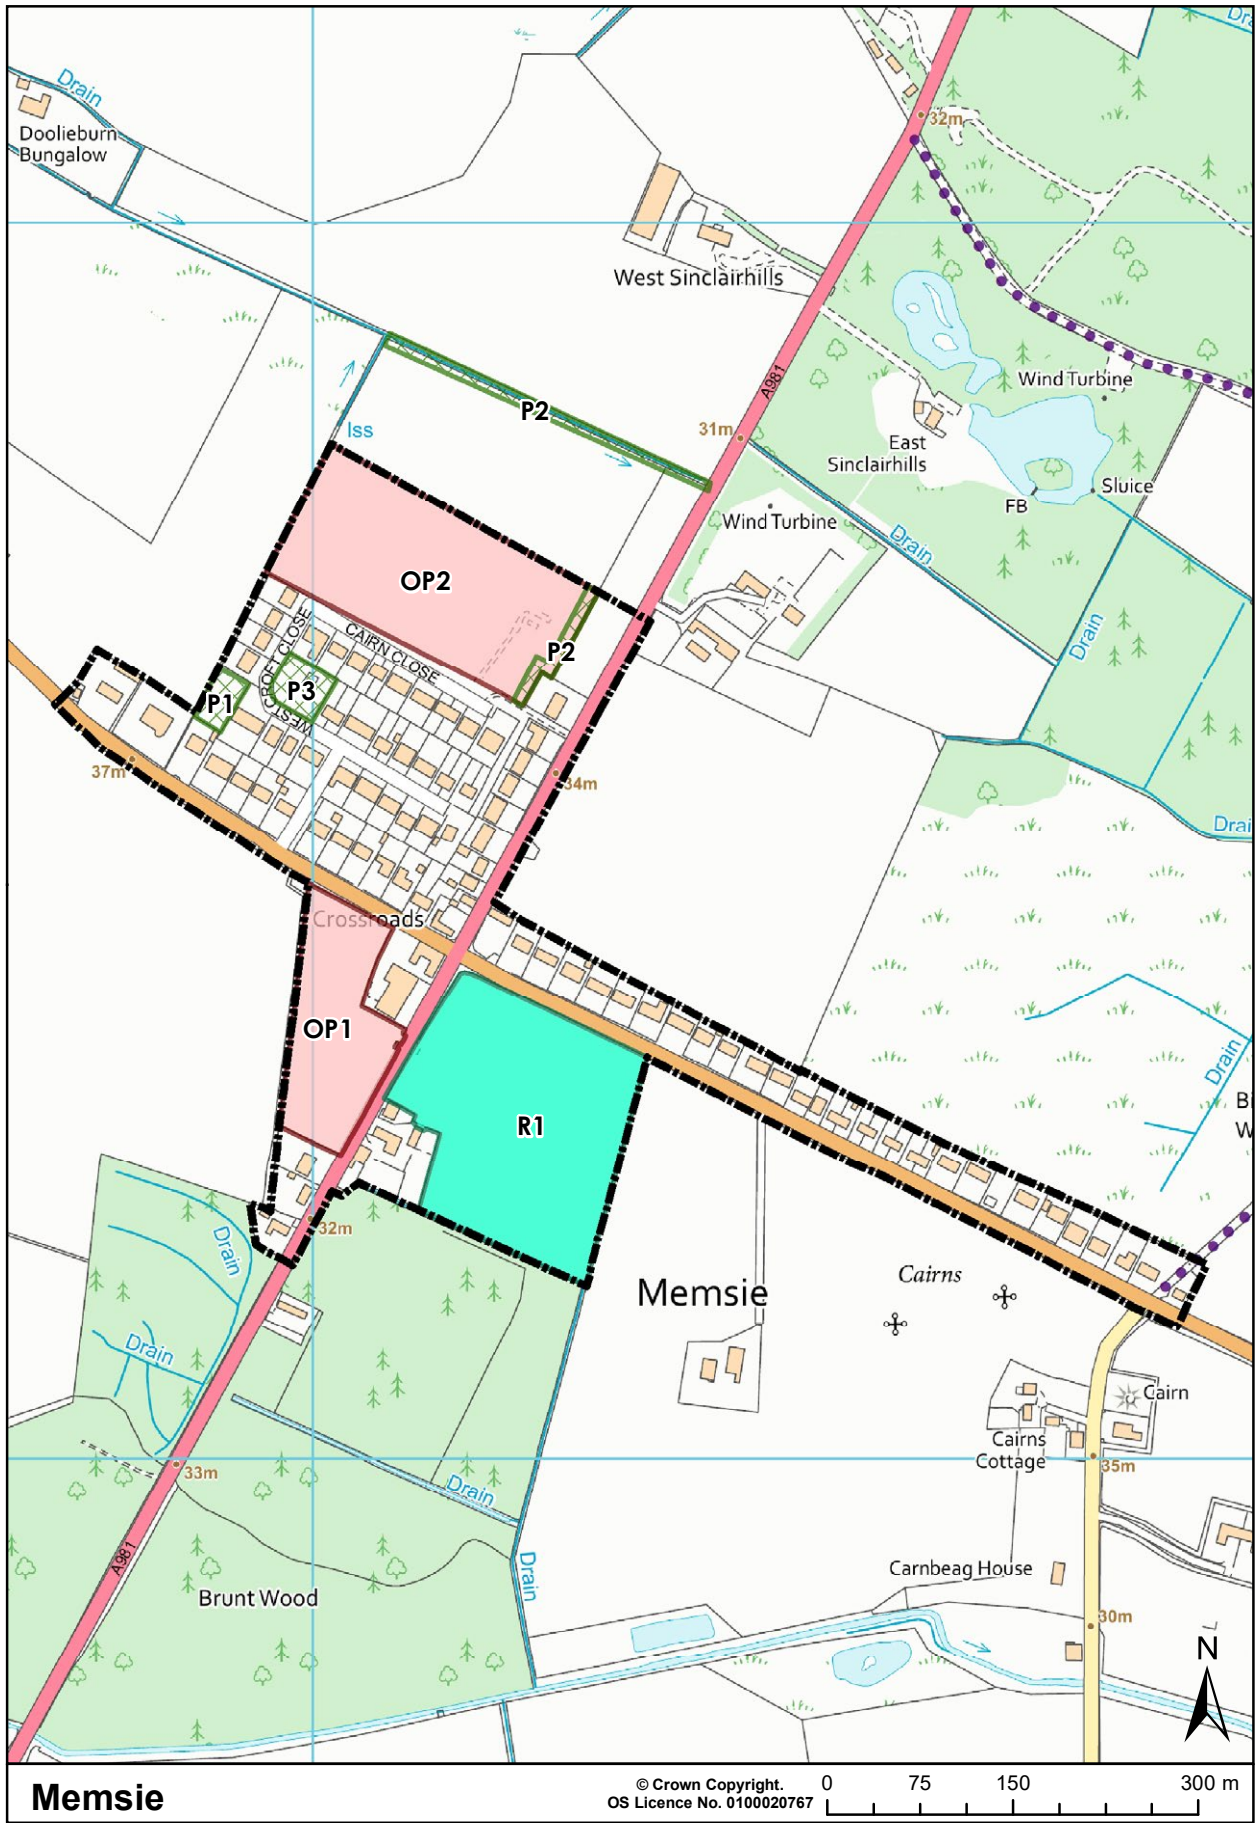 Drain
Dr
Doolieburn
Bungalow
32m
West Sinclairhills
A981
Wind Turbine
P2
Iss
31m
East
Sinclairhills
Sluice
FB
Wind Turbine
Drain
OP2
CROFT CLOSE
CAIRN CLOSE
P2
Drain
P1
P3
WEST
37m
34m
Drai
Crossroads
OP1
R1
Drain
B
W
32m
Drain
Memsie
Cairns
Drain
Cairn
Cairns
Cottage
33m
35m
Drain
A981
Drain
Brunt Wood
Carnbeag House
30m
N
Memsie
© Crown Copyright.
OS Licence No. 0100020767
0 75 150 300 m